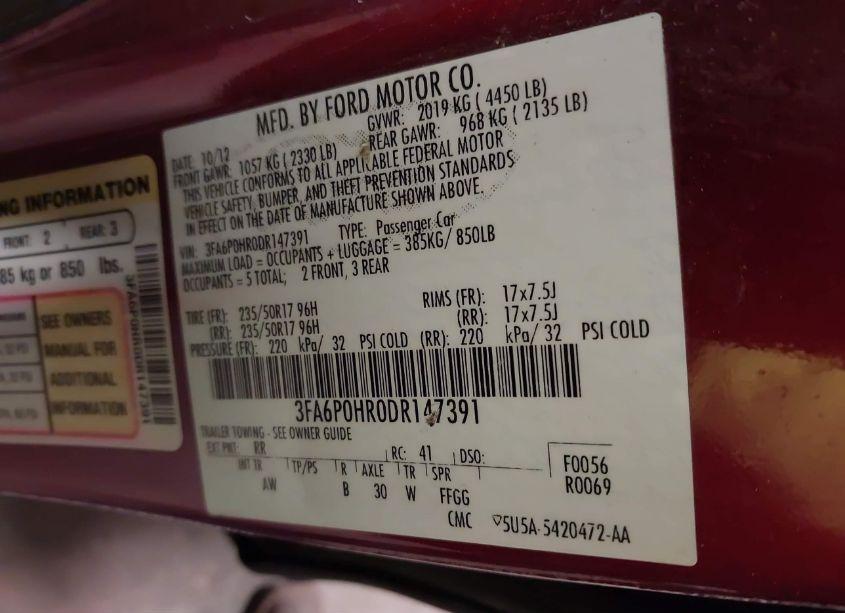 MFD. BY FORD MOTOR CO.
DATE: 10/12 GVWR: 2019 KG ( 4450 LB)
FRONT GAWR: 1057 KG ( 2330 LB) REAR GAWR: 968 KG ( 2135 LB)
THIS VEHICLE CONFORMS TO ALL APPLICABLE FEDERAL MOTOR
VEHICLE SAFETY, BUMPER, AND THEFT PREVENTION STANDARDS
IN EFFECT ON THE DATE OF MANUFACTURE SHOWN ABOVE.
VIN: 3FA6P0HR0DR147391 TYPE: Passenger Car
MAXIMUM LOAD = OCCUPANTS + LUGGAGE = 385KG/ 850LB
OCCUPANTS = 5 TOTAL; 2 FRONT, 3 REAR
TIRE (FR): 235/50R17 96H RIMS (FR): 17x7.5J
(RR): 235/50R17 96H (RR): 17x7.5J
PRESSURE (FR): 220 kPa/ 32 PSI COLD (RR): 220 kPa/ 32 PSI COLD
3FA6P0HR0DR147391
TRAILER TOWING - SEE OWNER GUIDE
EXT PNT: RR RC: 41 DSO:
INT TR TP/PS R AXLE TR SPR
AW B 30 W FFGG
F0056
R0069
CMC 5U5A-5420472-AA
NG INFORMATION
FRONT: 2 REAR: 3
85 kg or 850 lbs.
SEE OWNERS
MANUAL FOR
ADDITIONAL
INFORMATION
3FA6P0HR0DR147391